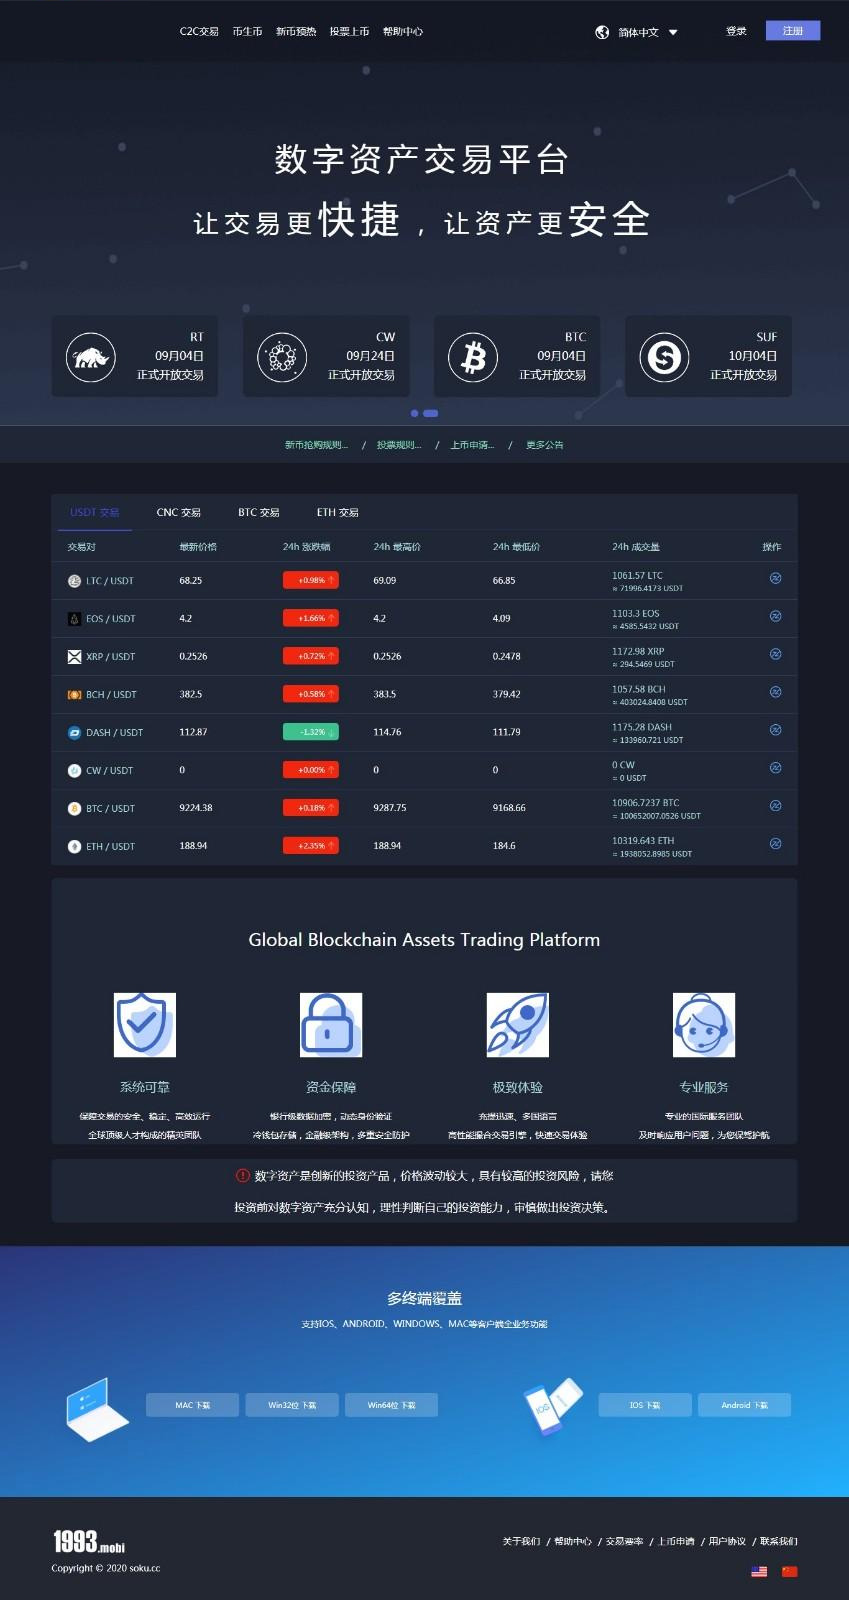 C2C交易 币生币 新币预热 投票上币 帮助中心 简体中文 登录 注册
数字资产交易平台
让交易更快捷，让资产更安全
RT
09月04日
正式开放交易
CW
09月24日
正式开放交易
BTC
09月04日
正式开放交易
SUF
10月04日
正式开放交易
新币抢购规则... / 投票规则... / 上币申请... / 更多公告
USDT 交易 CNC 交易 BTC 交易 ETH 交易
交易对 最新价格 24h 涨跌幅 24h 最高价 24h 最低价 24h 成交量 操作
LTC / USDT 68.25 +0.98% ↑ 69.09 66.85 1061.57 LTC
≈ 71996.4173 USDT
EOS / USDT 4.2 +1.66% ↑ 4.2 4.09 1103.3 EOS
≈ 4585.5432 USDT
XRP / USDT 0.2526 +0.72% ↑ 0.2526 0.2478 1172.98 XRP
≈ 294.5469 USDT
BCH / USDT 382.5 +0.58% ↑ 383.5 379.42 1057.58 BCH
≈ 403024.8408 USDT
DASH / USDT 112.87 -1.32% ↓ 114.76 111.79 1175.28 DASH
≈ 133960.721 USDT
CW / USDT 0 +0.00% ↑ 0 0 0 CW
≈ 0 USDT
BTC / USDT 9224.38 +0.18% ↑ 9287.75 9168.66 10906.7237 BTC
≈ 100652007.0526 USDT
ETH / USDT 188.94 +2.35% ↑ 188.94 184.6 10319.643 ETH
≈ 1938052.8985 USDT
Global Blockchain Assets Trading Platform
系统可靠
保障交易的安全、稳定、高效运行
全球顶级人才构成的精英团队
资金保障
银行级数据加密，动态身份验证
冷钱包存储，金融级架构，多重安全防护
极致体验
充提迅速、多国语言
高性能撮合交易引擎，快速交易体验
专业服务
专业的国际服务团队
及时响应用户问题，为您保驾护航
数字资产是创新的投资产品，价格波动较大，具有较高的投资风险，请您
投资前对数字资产充分认知，理性判断自己的投资能力，审慎做出投资决策。
多终端覆盖
支持IOS、ANDROID、WINDOWS、MAC等客户端全业务功能
MAC 下载 Win32位 下载 Win64位 下载 IOS IOS 下载 Android 下载
1993.mobi
Copyright © 2020 soku.cc
关于我们 / 帮助中心 / 交易费率 / 上币申请 / 用户协议 / 联系我们